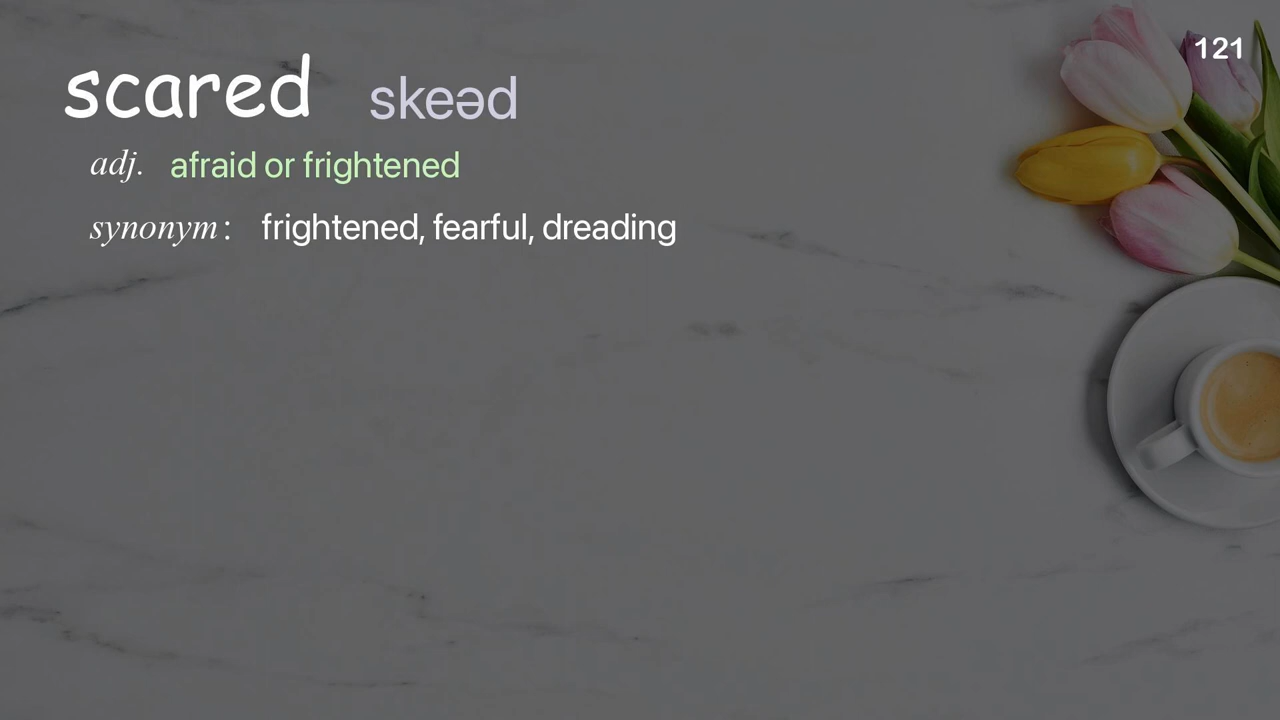 121
scared skeəd
adj. afraid or frightened
synonym : frightened, fearful, dreading